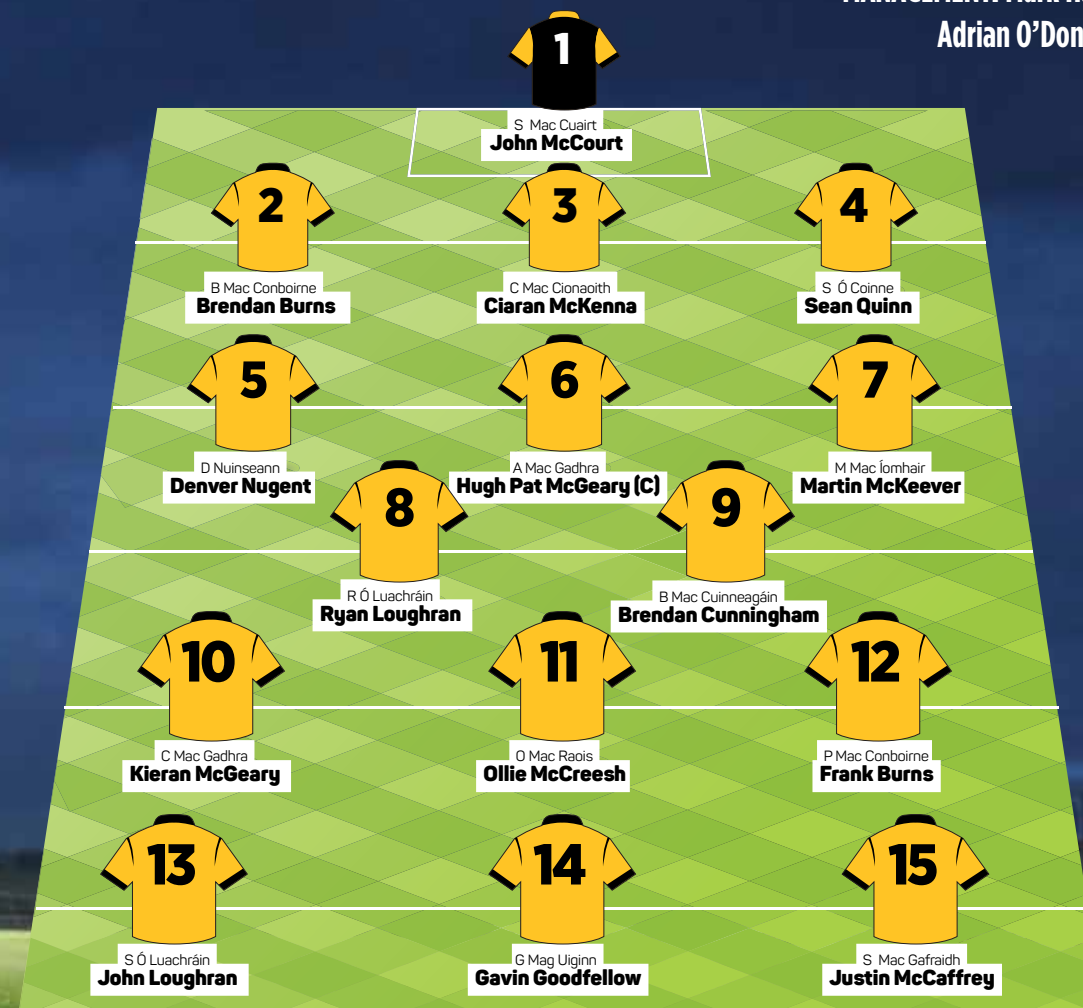 Adrian
1
S Mac Cuairt
John McCourt
2
3
4
B Mac Conboirne
Brendan Burns
C Mac Cionaoith
Ciaran McKenna
S Ó Coinne
Sean Quinn
5
6
7
D Nuinseann
Denver Nugent
A Mac Gadhra
Hugh Pat McGeary (C)
M Mac Íomhair
Martin McKeever
8
9
R Ó Luachráin
Ryan Loughran
B Mac Cuinneagáin
Brendan Cunningham
10
11
12
C Mac Gadhra
Kieran McGeary
O Mac Raois
Ollie McCreesh
P Mac Conboirne
Frank Burns
13
14
15
S Ó Luachráin
John Loughran
G Mag Uiginn
Gavin Goodfellow
S Mac Gafraidh
Justin McCaffrey